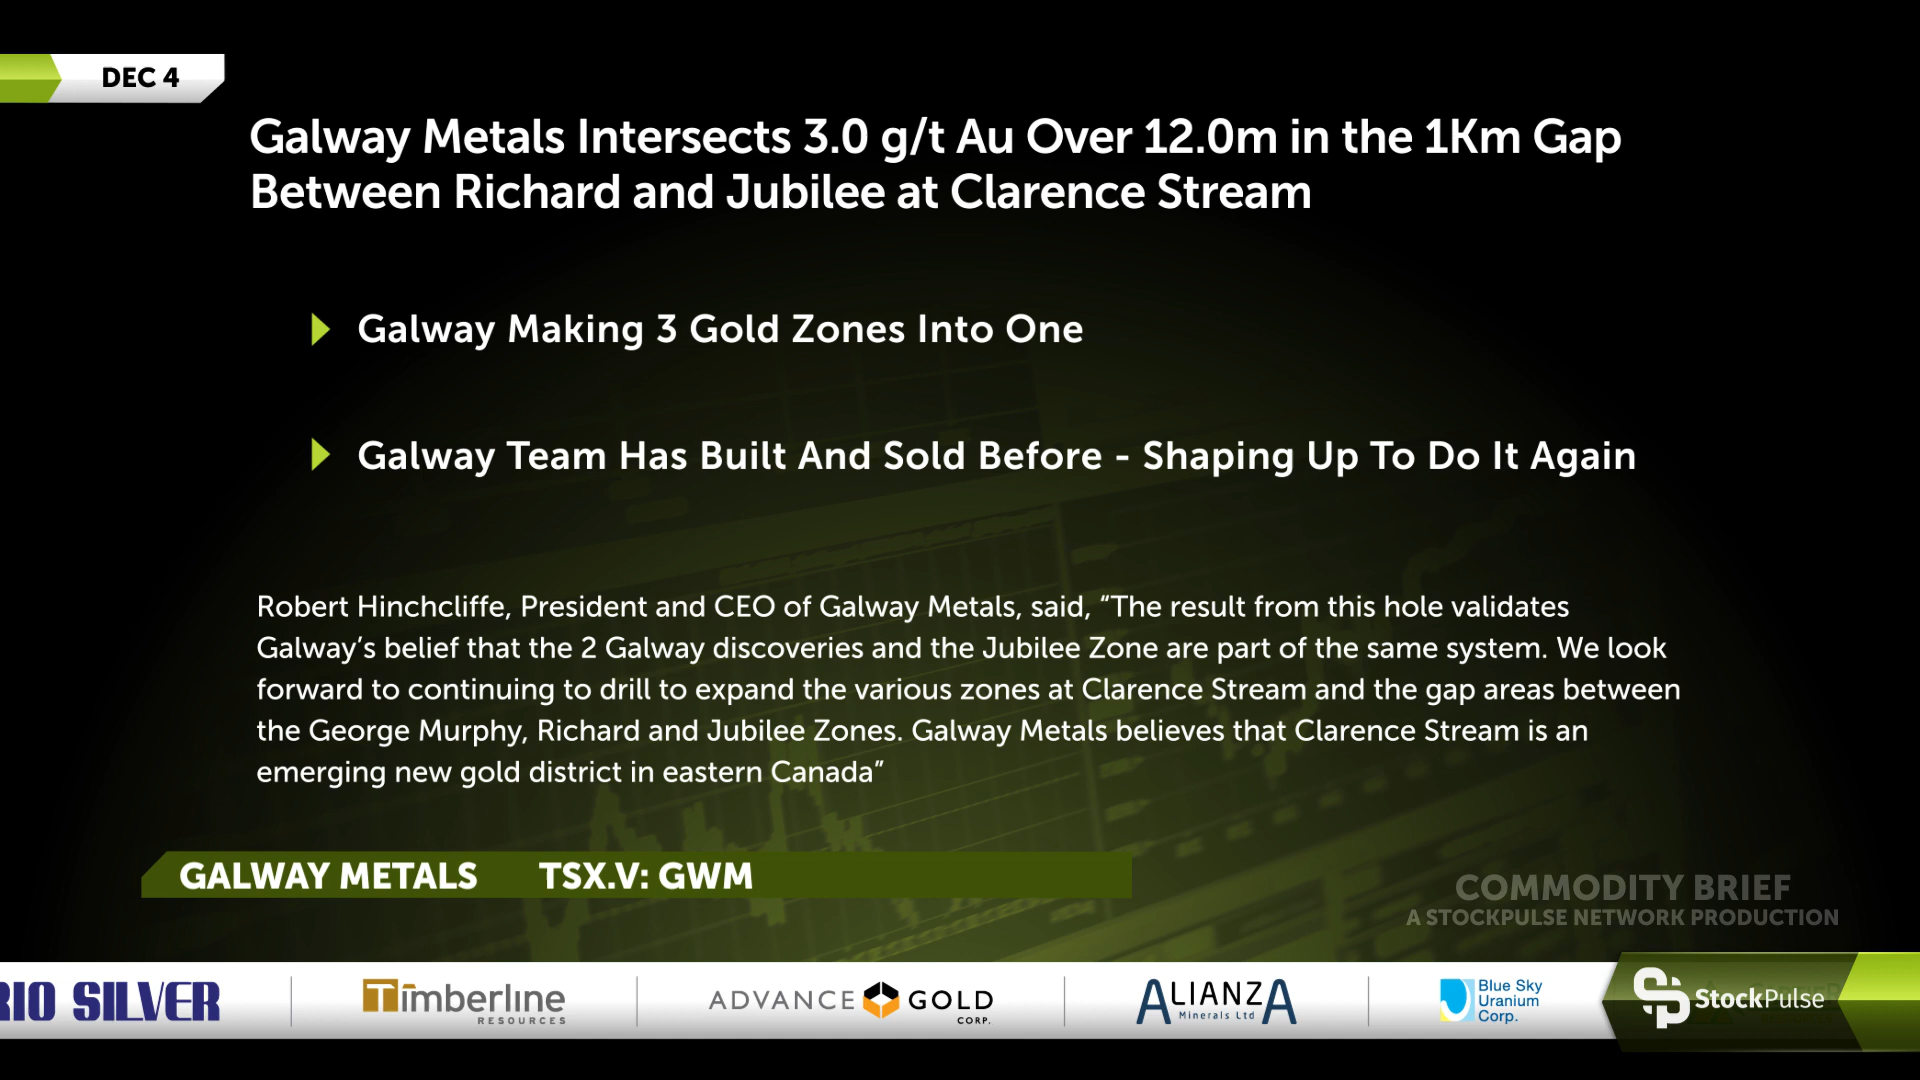 DEC 4
Galway Metals Intersects 3.0 g/t Au Over 12.0m in the 1Km Gap
Between Richard and Jubilee at Clarence Stream
Galway Making 3 Gold Zones Into One
Galway Team Has Built And Sold Before - Shaping Up To Do It Again
Robert Hinchcliffe, President and CEO of Galway Metals, said, “The result from this hole validates
Galway’s belief that the 2 Galway discoveries and the Jubilee Zone are part of the same system. We look
forward to continuing to drill to expand the various zones at Clarence Stream and the gap areas between
the George Murphy, Richard and Jubilee Zones. Galway Metals believes that Clarence Stream is an
emerging new gold district in eastern Canada”
GALWAY METALS TSX.V: GWM
COMMODITY BRIEF
A STOCKPULSE NETWORK PRODUCTION
RIO SILVER
Timberline
RESOURCES
ADVANCE GOLD
CORP.
ALIANZA
Minerals Ltd
Blue Sky
Uranium
Corp.
StockPulse